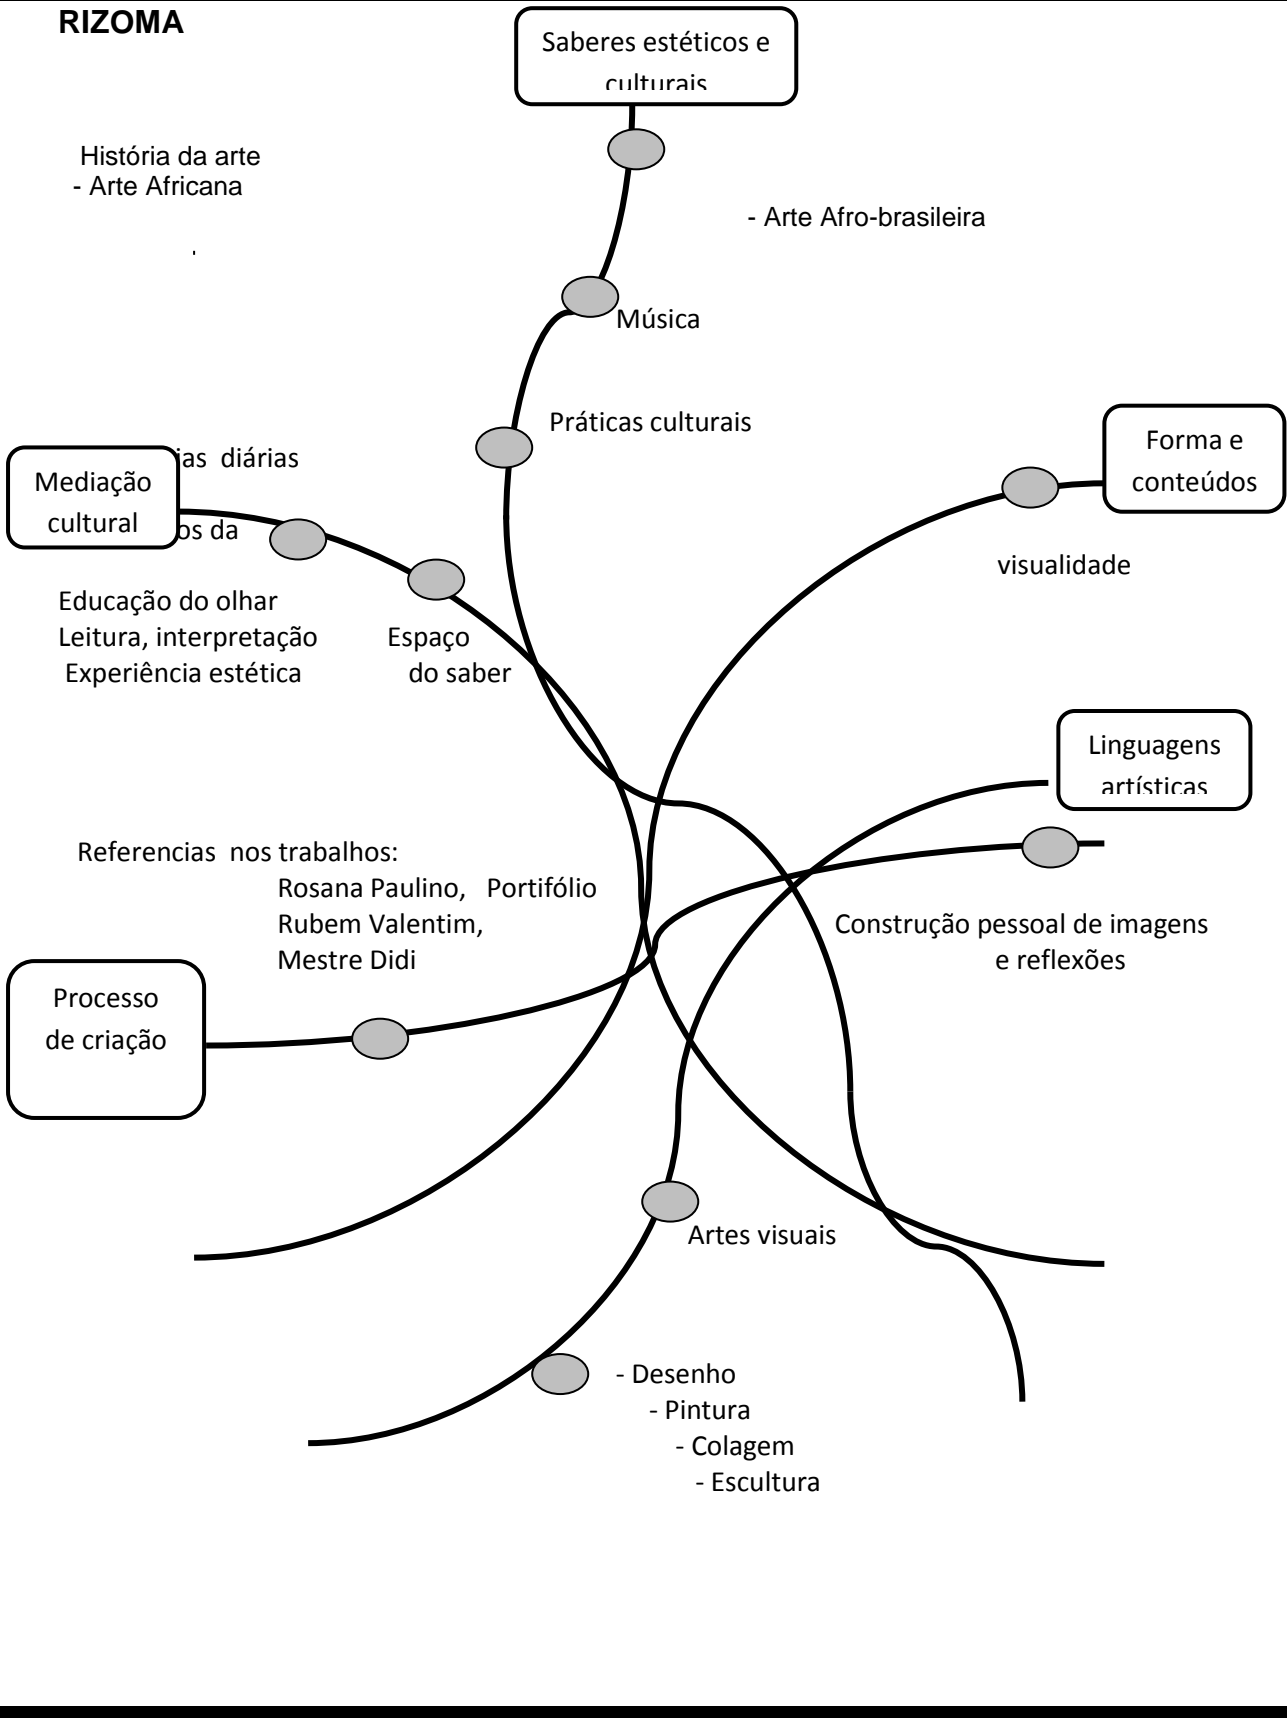 RIZOMA
Saberes estéticos e
culturais
História da arte
- Arte Africana
- Arte Afro-brasileira
Música
Práticas culturais
Forma e
conteúdos
diárias
Mediação
cultural
da
visualidade
Educação do olhar
Leitura, interpretação
Experiência estética
Espaço
do saber
Linguagens
artísticas
Referencias nos trabalhos:
Rosana Paulino, Portifólio
Rubem Valentim,
Mestre Didi
Construção pessoal de imagens
e reflexões
Processo
de criação
Artes visuais
- Desenho
- Pintura
- Colagem
- Escultura